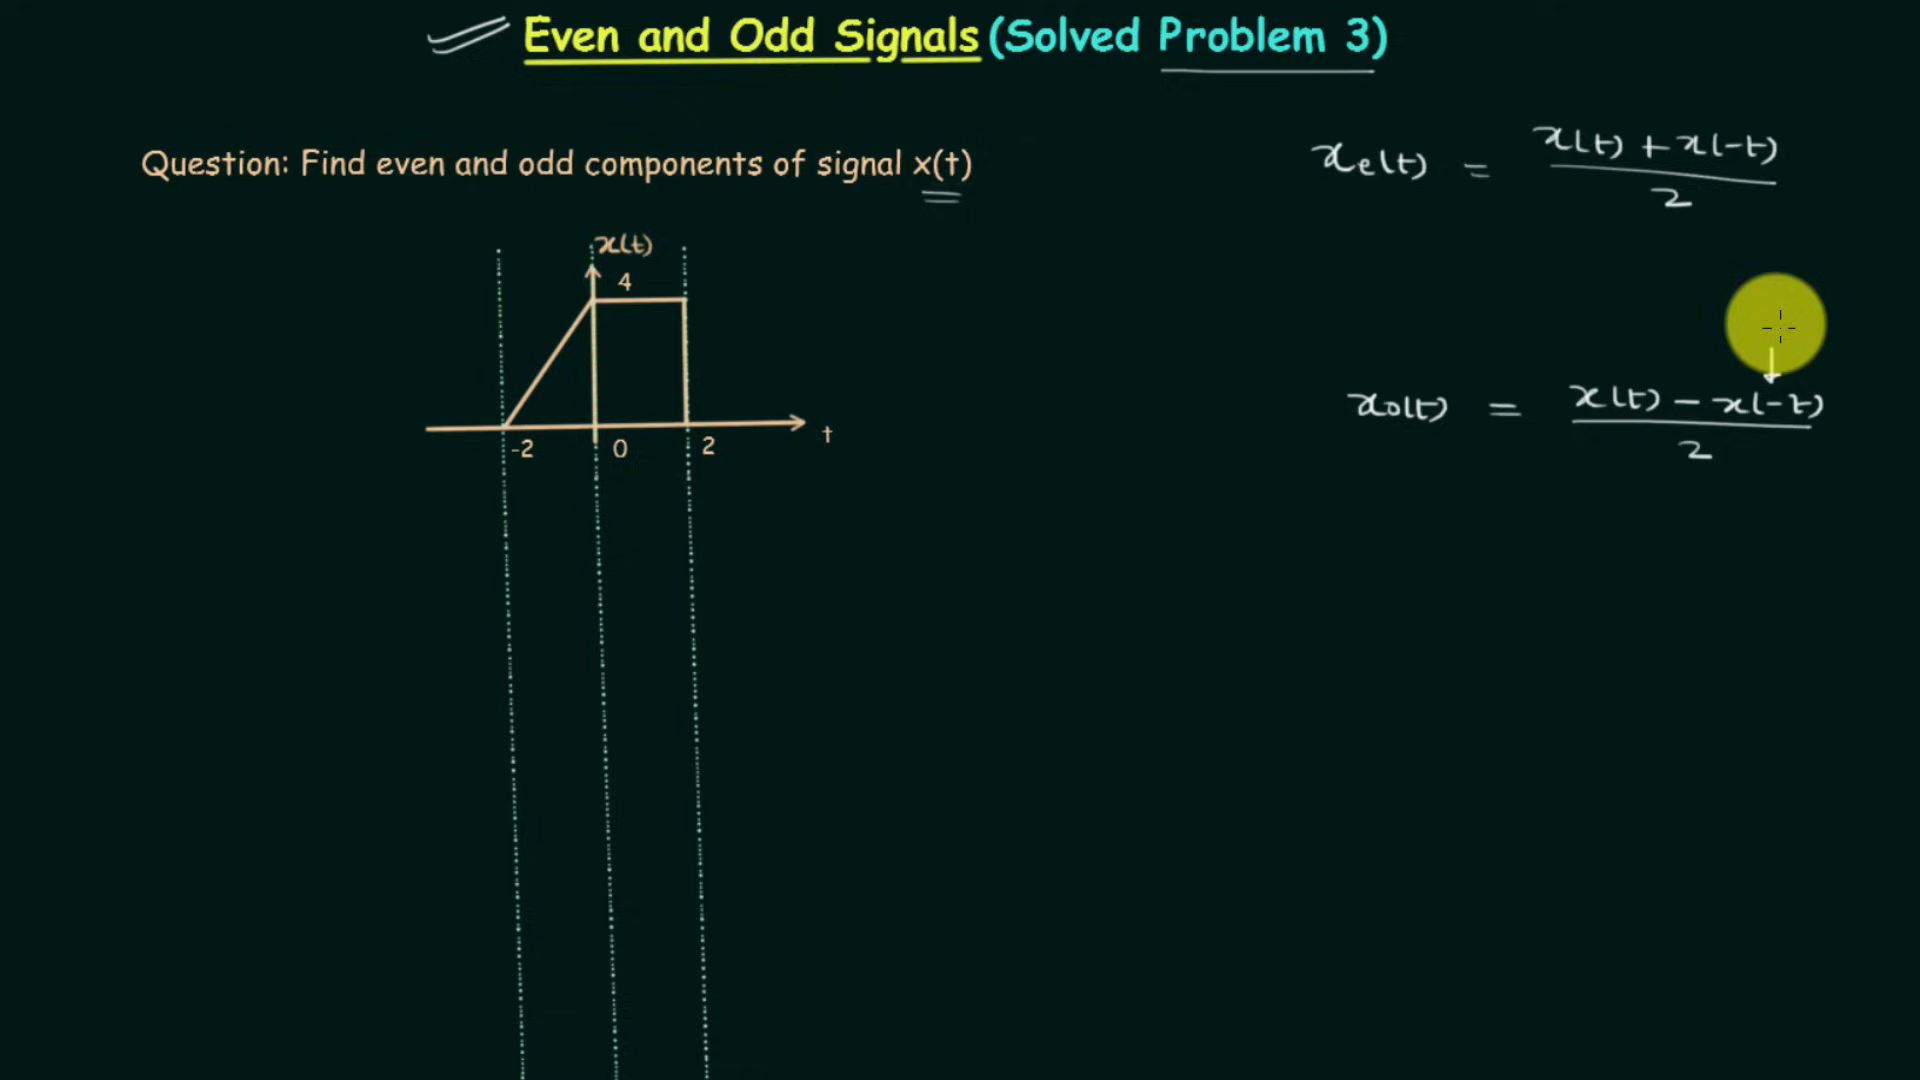 Even and Odd Signals (Solved Problem 3)
Question: Find even and odd components of signal x(t)
xe(t) = x(t) + x(-t)
2
x(t)
4
-2 0 2 t
xo(t) = x(t) - x(-t)
2